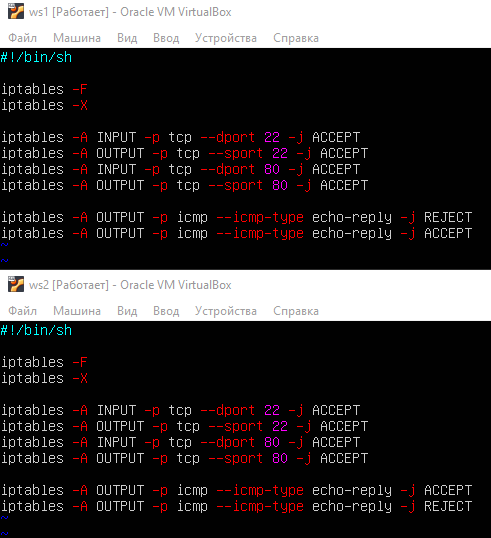 ws1 [Работает] - Oracle VM VirtualBox
Файл Машина Вид Ввод Устройства Справка
#!/bin/sh
iptables -F
iptables -X
iptables -A INPUT -p tcp --dport 22 -j ACCEPT
iptables -A OUTPUT -p tcp --sport 22 -j ACCEPT
iptables -A INPUT -p tcp --dport 80 -j ACCEPT
iptables -A OUTPUT -p tcp --sport 80 -j ACCEPT
iptables -A OUTPUT -p icmp --icmp-type echo-reply -j REJECT
iptables -A OUTPUT -p icmp --icmp-type echo-reply -j ACCEPT
~
~
ws2 [Работает] - Oracle VM VirtualBox
Файл Машина Вид Ввод Устройства Справка
#!/bin/sh
iptables -F
iptables -X
iptables -A INPUT -p tcp --dport 22 -j ACCEPT
iptables -A OUTPUT -p tcp --sport 22 -j ACCEPT
iptables -A INPUT -p tcp --dport 80 -j ACCEPT
iptables -A OUTPUT -p tcp --sport 80 -j ACCEPT
iptables -A OUTPUT -p icmp --icmp-type echo-reply -j ACCEPT
iptables -A OUTPUT -p icmp --icmp-type echo-reply -j REJECT
~
~